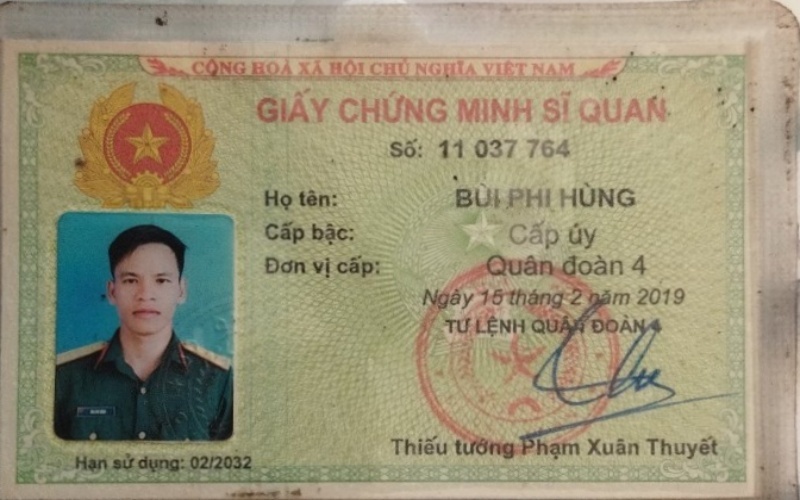 CỘNG HOÀ XÃ HỘI CHỦ NGHĨA VIỆT NAM
GIẤY CHỨNG MINH SĨ QUAN
Số: 11 037 764
Họ tên: BÙI PHI HÙNG
Cấp bậc: Cấp úy
Đơn vị cấp: Quân đoàn 4
Ngày 15 tháng 2 năm 2019
TƯ LỆNH QUÂN ĐOÀN 4
Thiếu tướng Phạm Xuân Thuyết
Hạn sử dụng: 02/2032